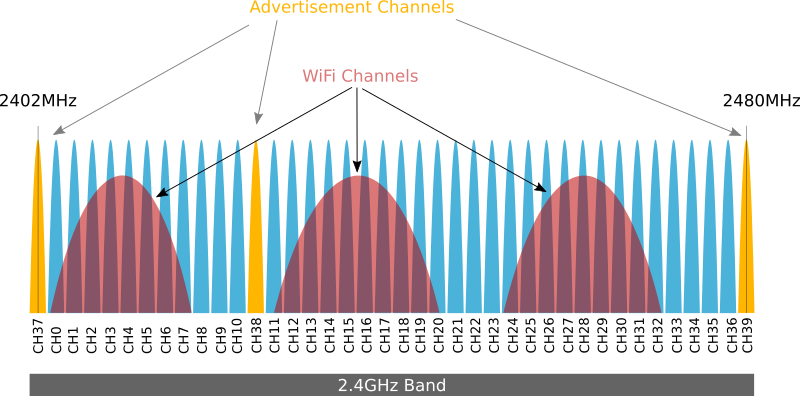 Advertisement Channels
WiFi Channels
2402MHz
2480MHz
CH37
CH0
CH1
CH2
CH3
CH4
CH5
CH6
CH7
CH8
CH9
CH10
CH38
CH11
CH12
CH13
CH14
CH15
CH16
CH17
CH18
CH19
CH20
CH21
CH22
CH23
CH24
CH25
CH26
CH27
CH28
CH29
CH30
CH31
CH32
CH33
CH34
CH35
CH36
CH39
2.4GHz Band